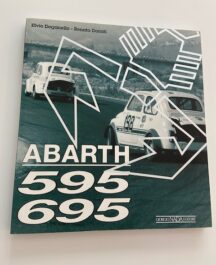 Elvio Deganello - Renato Donati
ABARTH
595
695